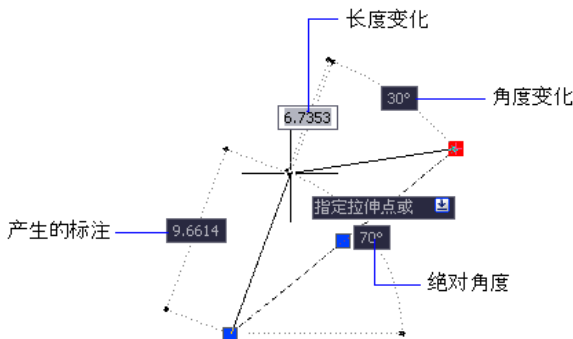 长度变化
30°
角度变化
6.7353
指定拉伸点或
产生的标注
9.6614
70°
绝对角度